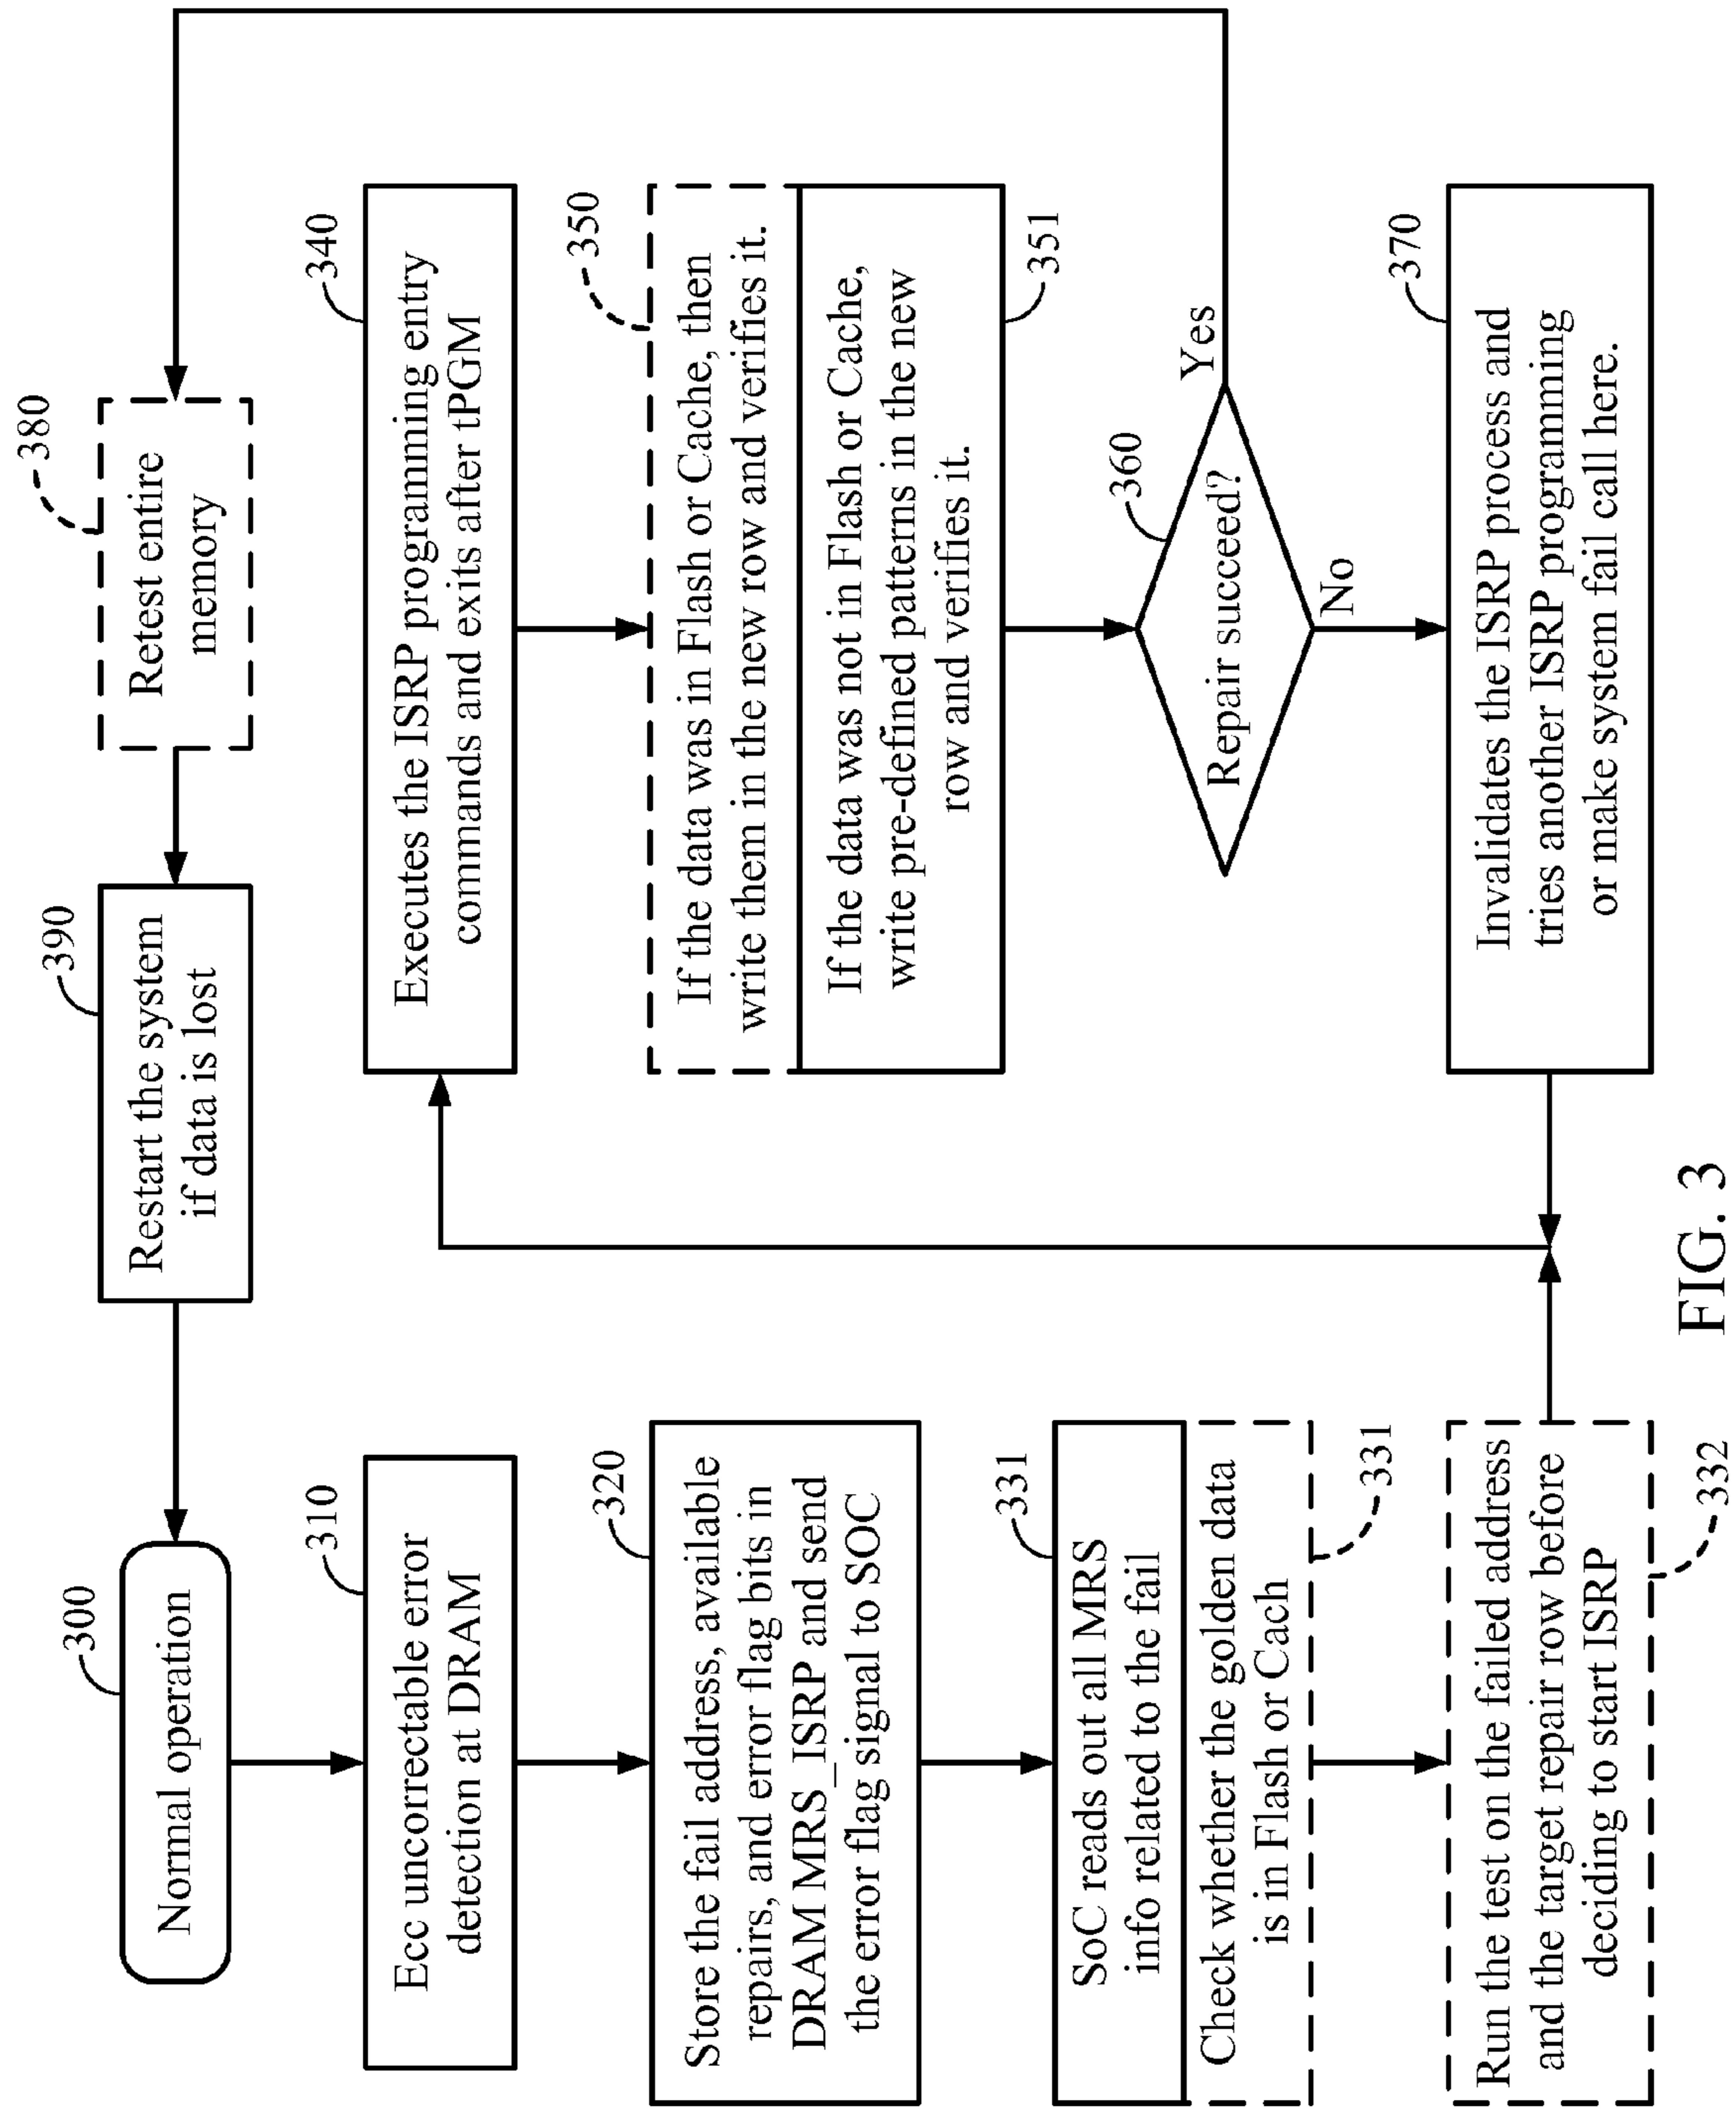 300
Normal operation
390
Restart the system
if data is lost
380
Retest entire
memory
310
Ecc uncorrectable error
detection at DRAM
340
Executes the ISRP programming entry
commands and exits after tPGM
320
Store the fail address, available
repairs, and error flag bits in
DRAM MRS_ISRP and send
the error flag signal to SOC
350
If the data was in Flash or Cache, then
write them in the new row and verifies it.
If the data was not in Flash or Cache,
write pre-defined patterns in the new
row and verifies it.
351
331
SoC reads out all MRS
info related to the fail
Check whether the golden data
is in Flash or Cach
331
360
Repair succeed?
Yes
No
Run the test on the failed address
and the target repair row before
deciding to start ISRP
332
370
Invalidates the ISRP process and
tries another ISRP programming
or make system fail call here.
FIG. 3